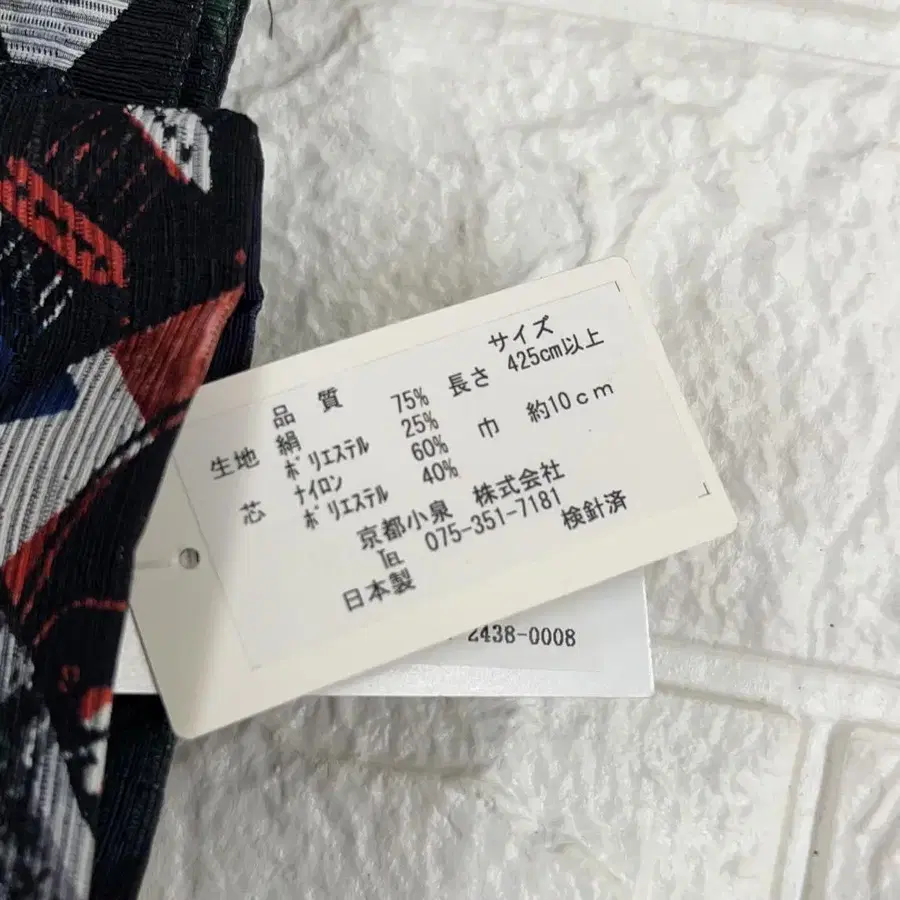 品質　サイズ
生地　絹　75%　長さ　425cm以上
ポリエステル　25%
芯　ナイロン　60%　巾　約10cm
ポリエステル　40%
京都小泉　株式会社
TEL　075-351-7181　検針済
日本製
2438-0008